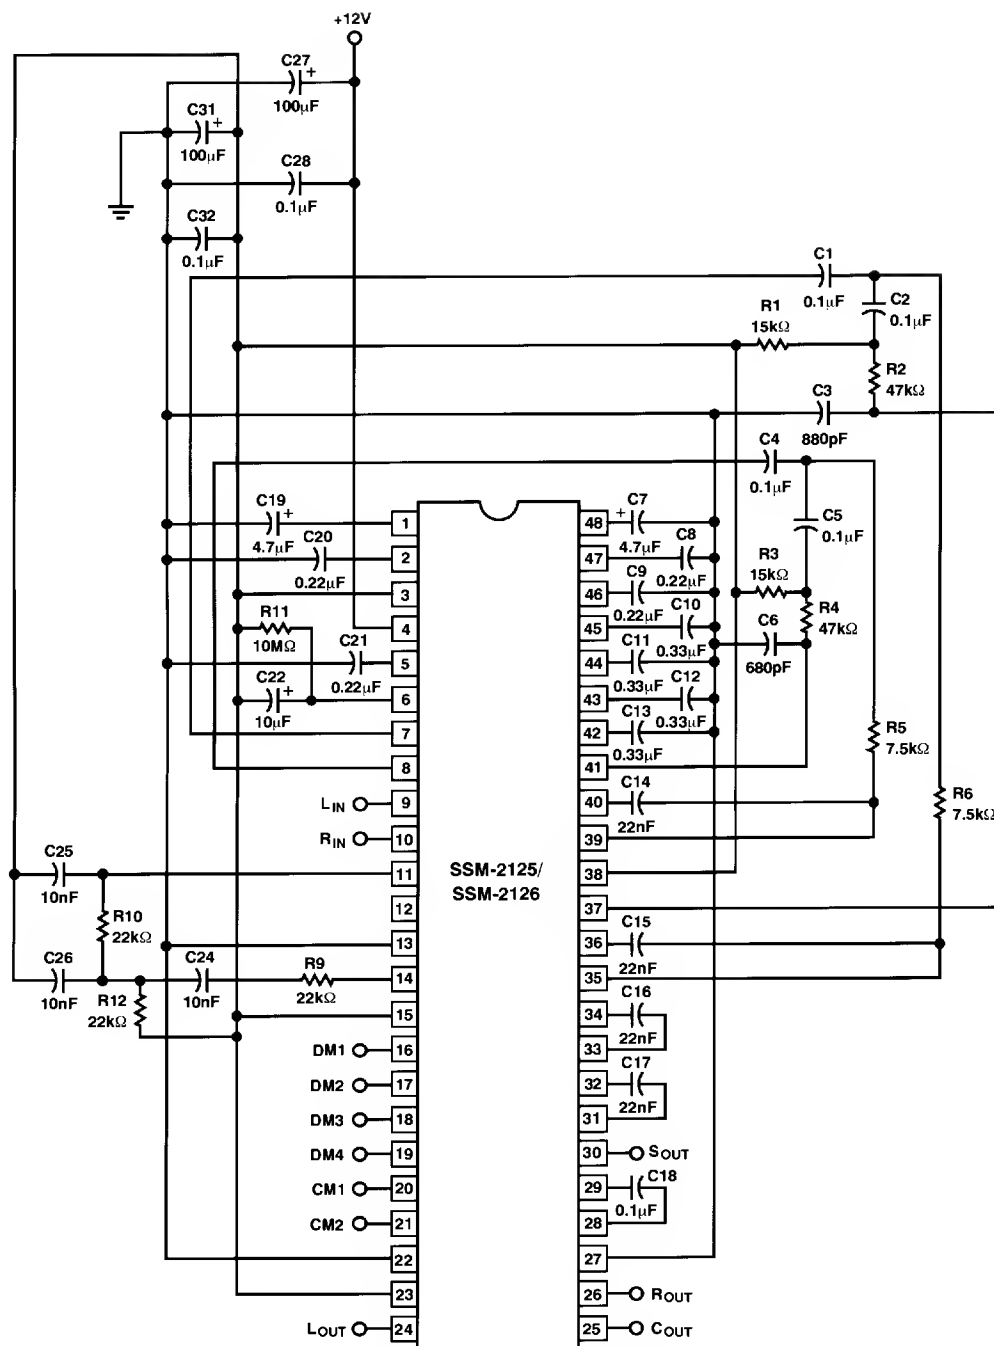 +12V
C27
+
100µF
C31
+
100µF
C28
0.1µF
C32
0.1µF
C1
0.1µF
C2
0.1µF
R1
15kΩ
R2
47kΩ
C3
880pF
C4
0.1µF
C5
0.1µF
R3
15kΩ
R4
47kΩ
C6
680pF
R5
7.5kΩ
R6
7.5kΩ
C19
+
4.7µF
C20
0.22µF
R11
10MΩ
C21
0.22µF
C22
+
10µF
L IN
R IN
C25
10nF
R10
22kΩ
C26
10nF
R12
22kΩ
C24
10nF
R9
22kΩ
DM1
DM2
DM3
DM4
CM1
CM2
L OUT
1
2
3
4
5
6
7
8
9
10
11
12
13
14
15
16
17
18
19
20
21
22
23
24
SSM-2125/
SSM-2126
48
47
46
45
44
43
42
41
40
39
38
37
36
35
34
33
32
31
30
29
28
27
26
25
+
C7
4.7µF
C8
0.22µF
C9
0.22µF
C10
0.33µF
C11
0.33µF
C12
0.33µF
C13
0.33µF
C14
22nF
C15
22nF
C16
22nF
C17
22nF
S OUT
C18
0.1µF
R OUT
C OUT